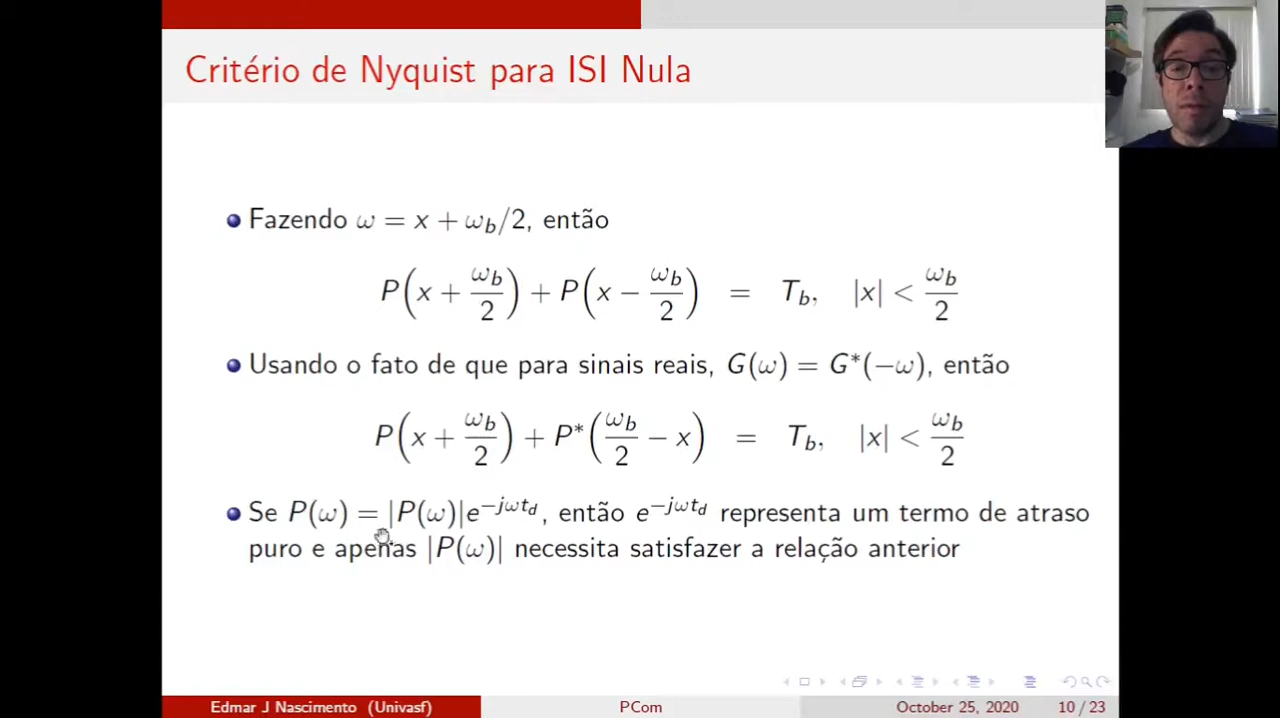 Critério de Nyquist para ISI Nula
Fazendo ω = x + ω_b/2, então
P(x + ω_b/2) + P(x − ω_b/2) = T_b, |x| < ω_b/2
Usando o fato de que para sinais reais, G(ω) = G*(−ω), então
P(x + ω_b/2) + P*(ω_b/2 − x) = T_b, |x| < ω_b/2
Se P(ω) = |P(ω)|e^{−jωt_d}, então e^{−jωt_d} representa um termo de atraso
puro e apenas |P(ω)| necessita satisfazer a relação anterior
Edmar J Nascimento (Univasf) PCom October 25, 2020 10 / 23